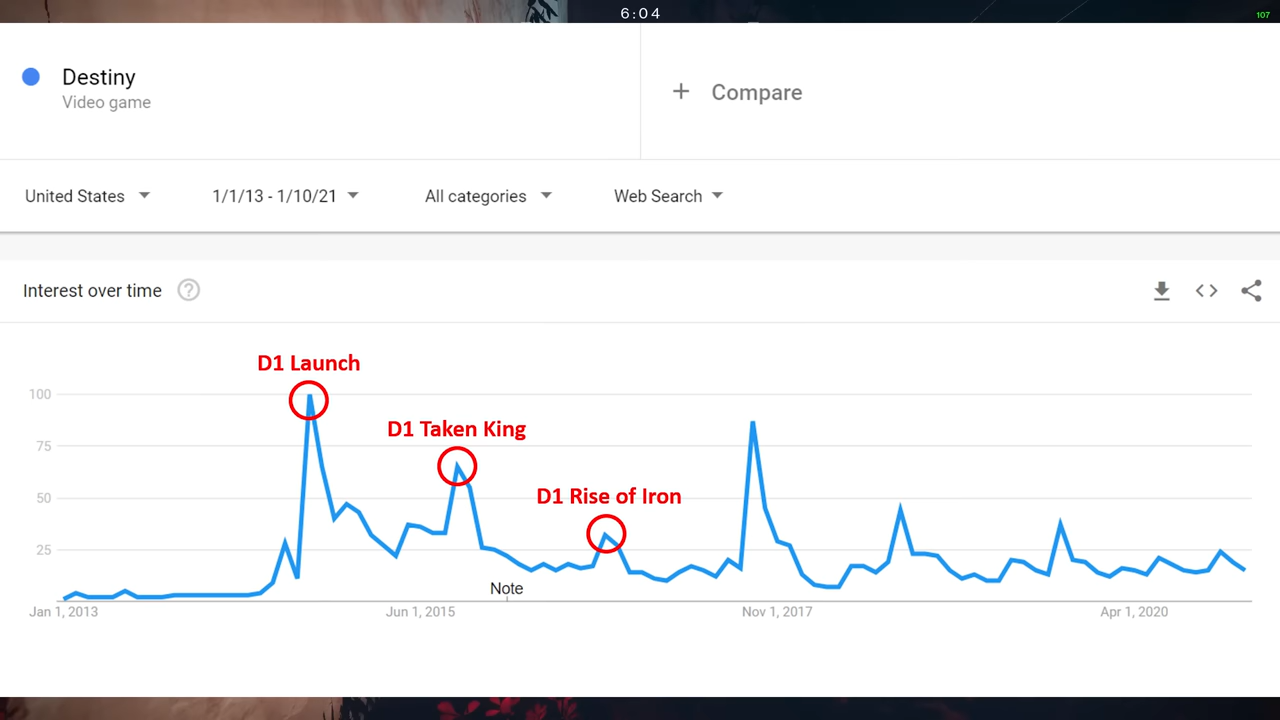 6:04
107
Destiny
Video game
+ Compare
United States
1/1/13 - 1/10/21
All categories
Web Search
Interest over time ?
D1 Launch
100
D1 Taken King
75
D1 Rise of Iron
50
25
Note
Jan 1, 2013
Jun 1, 2015
Nov 1, 2017
Apr 1, 2020